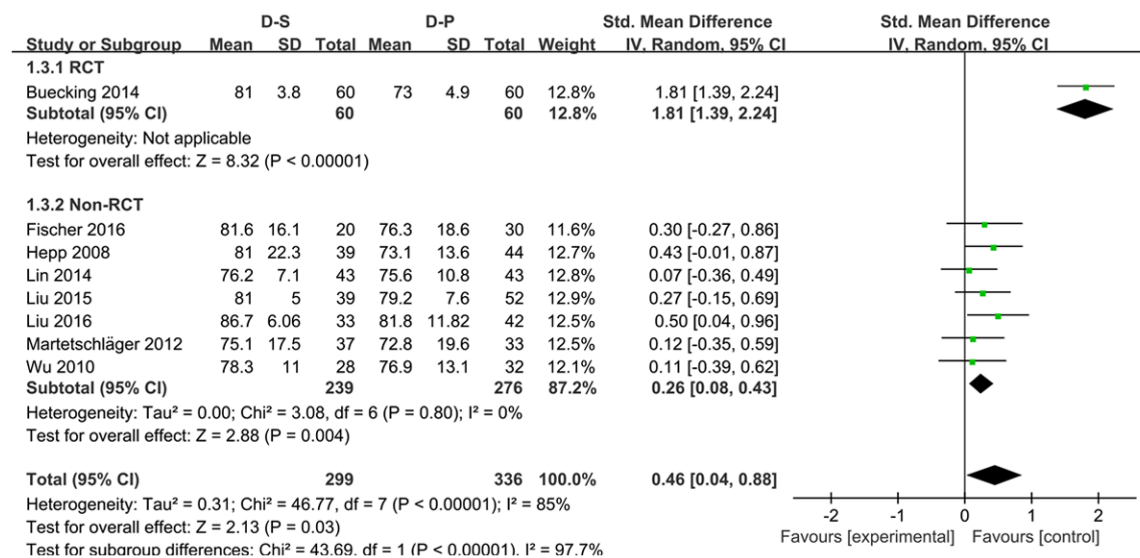 D-S D-P Std. Mean Difference Std. Mean Difference
Study or Subgroup Mean SD Total Mean SD Total Weight IV, Random, 95% CI IV, Random, 95% CI
1.3.1 RCT
Buecking 2014 81 3.8 60 73 4.9 60 12.8% 1.81 [1.39, 2.24]
Subtotal (95% CI) 60 60 12.8% 1.81 [1.39, 2.24]
Heterogeneity: Not applicable
Test for overall effect: Z = 8.32 (P < 0.00001)
1.3.2 Non-RCT
Fischer 2016 81.6 16.1 20 76.3 18.6 30 11.6% 0.30 [-0.27, 0.86]
Hepp 2008 81 22.3 39 73.1 13.6 44 12.7% 0.43 [-0.01, 0.87]
Lin 2014 76.2 7.1 43 75.6 10.8 43 12.8% 0.07 [-0.36, 0.49]
Liu 2015 81 5 39 79.2 7.6 52 12.9% 0.27 [-0.15, 0.69]
Liu 2016 86.7 6.06 33 81.8 11.82 42 12.5% 0.50 [0.04, 0.96]
Martetschläger 2012 75.1 17.5 37 72.8 19.6 33 12.4% 0.12 [-0.35, 0.59]
Wu 2010 78.3 11 28 76.9 13.1 32 12.1% 0.11 [-0.39, 0.62]
Subtotal (95% CI) 239 276 87.2% 0.26 [0.08, 0.43]
Heterogeneity: Tau² = 0.00; Chi² = 3.08, df = 6 (P = 0.80); I² = 0%
Test for overall effect: Z = 2.88 (P = 0.004)
Total (95% CI) 299 336 100.0% 0.46 [0.04, 0.88]
Heterogeneity: Tau² = 0.31; Chi² = 46.77, df = 7 (P < 0.00001); I² = 85%
Test for overall effect: Z = 2.13 (P = 0.03)
Test for subgroup differences: Chi² = 43.69, df = 1 (P < 0.00001), I² = 97.7%
-2 -1 0 1 2
Favours [experimental] Favours [control]